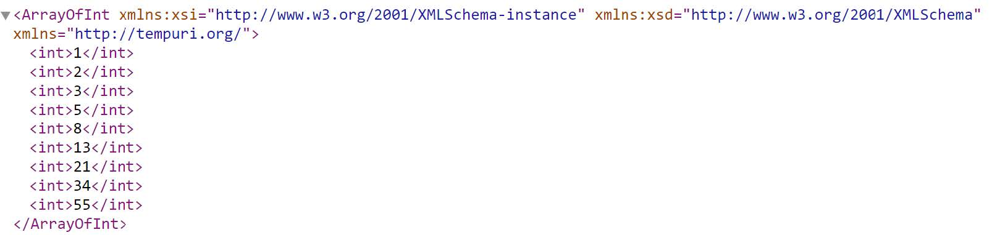 <ArrayOfInt xmlns:xsi="http://www.w3.org/2001/XMLSchema-instance" xmlns:xsd="http://www.w3.org/2001/XMLSchema"
xmlns="http://tempuri.org/">
<int>1</int>
<int>2</int>
<int>3</int>
<int>5</int>
<int>8</int>
<int>13</int>
<int>21</int>
<int>34</int>
<int>55</int>
</ArrayOfInt>